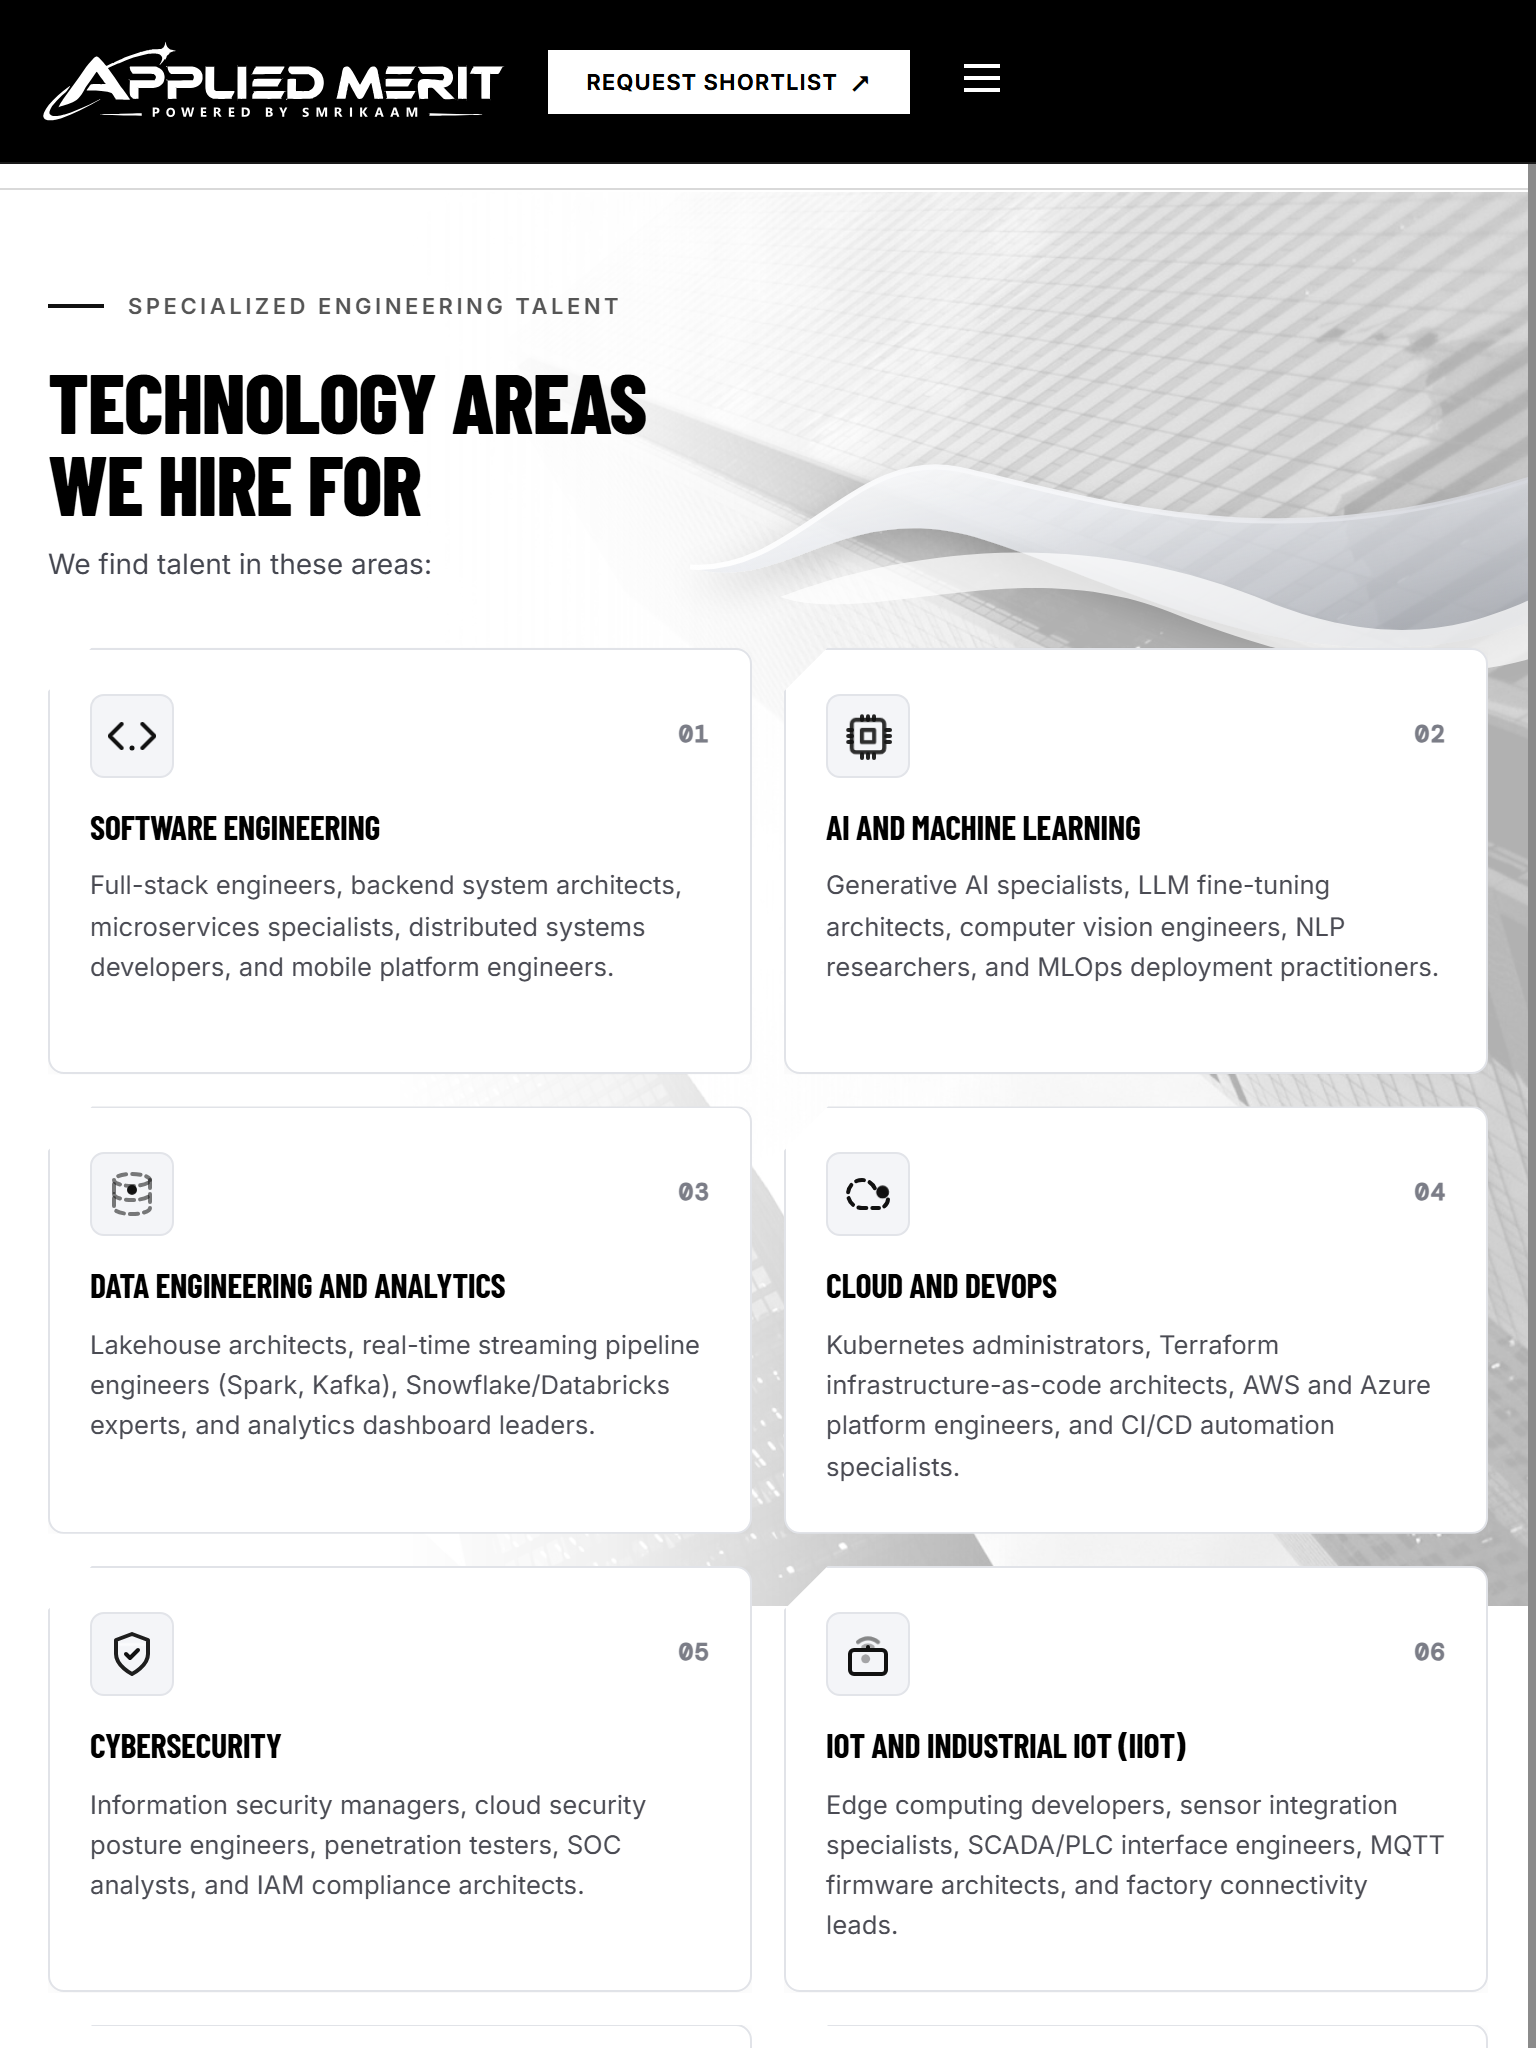 APPLIED MERIT
POWERED BY SMRIKAAM
REQUEST SHORTLIST ↗
SPECIALIZED ENGINEERING TALENT
TECHNOLOGY AREAS
WE HIRE FOR
We find talent in these areas:
01
SOFTWARE ENGINEERING
Full-stack engineers, backend system architects,
microservices specialists, distributed systems
developers, and mobile platform engineers.
02
AI AND MACHINE LEARNING
Generative AI specialists, LLM fine-tuning
architects, computer vision engineers, NLP
researchers, and MLOps deployment practitioners.
03
DATA ENGINEERING AND ANALYTICS
Lakehouse architects, real-time streaming pipeline
engineers (Spark, Kafka), Snowflake/Databricks
experts, and analytics dashboard leaders.
04
CLOUD AND DEVOPS
Kubernetes administrators, Terraform
infrastructure-as-code architects, AWS and Azure
platform engineers, and CI/CD automation
specialists.
05
CYBERSECURITY
Information security managers, cloud security
posture engineers, penetration testers, SOC
analysts, and IAM compliance architects.
06
IOT AND INDUSTRIAL IOT (IIOT)
Edge computing developers, sensor integration
specialists, SCADA/PLC interface engineers, MQTT
firmware architects, and factory connectivity
leads.